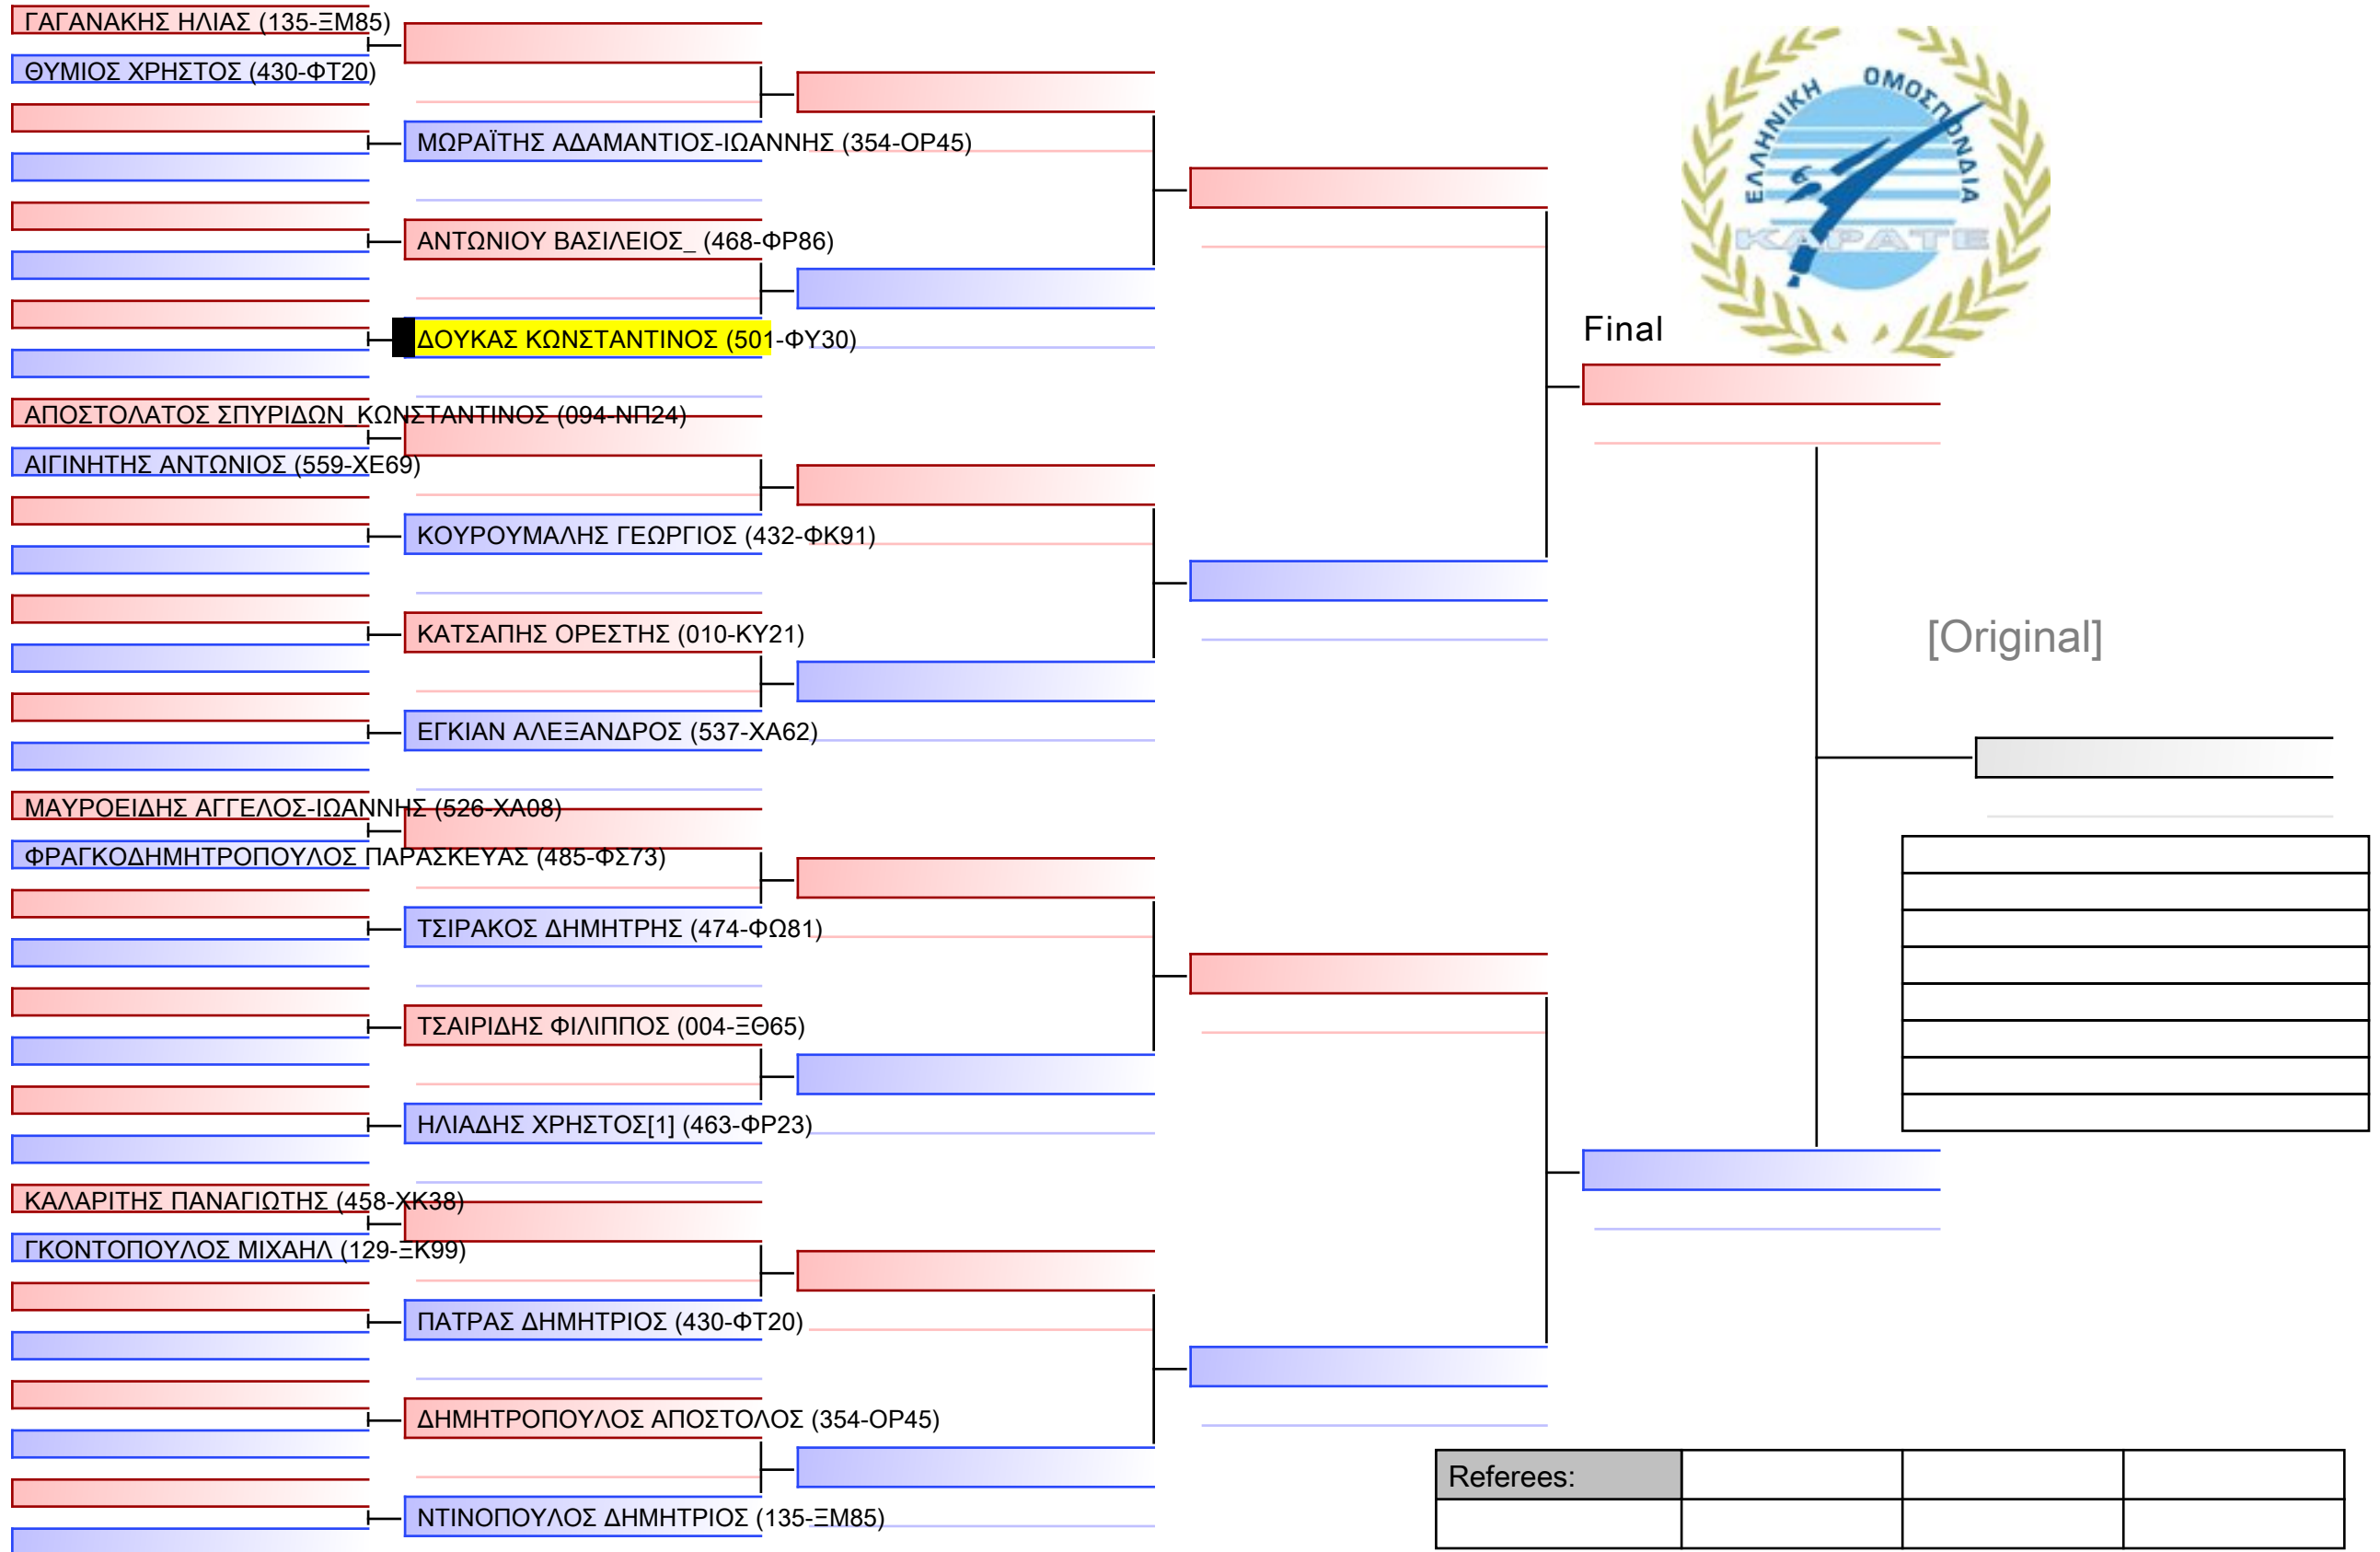 ΓΑΓΑΝΑΚΗΣ ΗΛΙΑΣ (135-ΞΜ85)
ΘΥΜΙΟΣ ΧΡΗΣΤΟΣ (430-ΦΤ20)
ΜΩΡΑΪΤΗΣ ΑΔΑΜΑΝΤΙΟΣ-ΙΩΑΝΝΗΣ (354-ΟΡ45)
ΑΝΤΩΝΙΟΥ ΒΑΣΙΛΕΙΟΣ_ (468-ΦΡ86)
ΔΟΥΚΑΣ ΚΩΝΣΤΑΝΤΙΝΟΣ (501-ΦΥ30)
ΑΠΟΣΤΟΛΑΤΟΣ ΣΠΥΡΙΔΩΝ_ΚΩΝΣΤΑΝΤΙΝΟΣ (094-ΝΠ24)
ΑΙΓΙΝΗΤΗΣ ΑΝΤΩΝΙΟΣ (559-ΧΕ69)
ΚΟΥΡΟΥΜΑΛΗΣ ΓΕΩΡΓΙΟΣ (432-ΦΚ91)
ΚΑΤΣΑΠΗΣ ΟΡΕΣΤΗΣ (010-ΚΥ21)
ΕΓΚΙΑΝ ΑΛΕΞΑΝΔΡΟΣ (537-ΧΑ62)
ΜΑΥΡΟΕΙΔΗΣ ΑΓΓΕΛΟΣ-ΙΩΑΝΝΗΣ (526-ΧΑ08)
ΦΡΑΓΚΟΔΗΜΗΤΡΟΠΟΥΛΟΣ ΠΑΡΑΣΚΕΥΑΣ (485-ΦΣ73)
ΤΣΙΡΑΚΟΣ ΔΗΜΗΤΡΗΣ (474-ΦΩ81)
ΤΣΑΙΡΙΔΗΣ ΦΙΛΙΠΠΟΣ (004-ΞΘ65)
ΗΛΙΑΔΗΣ ΧΡΗΣΤΟΣ[1] (463-ΦΡ23)
ΚΑΛΑΡΙΤΗΣ ΠΑΝΑΓΙΩΤΗΣ (458-ΧΚ38)
ΓΚΟΝΤΟΠΟΥΛΟΣ ΜΙΧΑΗΛ (129-ΞΚ99)
ΠΑΤΡΑΣ ΔΗΜΗΤΡΙΟΣ (430-ΦΤ20)
ΔΗΜΗΤΡΟΠΟΥΛΟΣ ΑΠΟΣΤΟΛΟΣ (354-ΟΡ45)
ΝΤΙΝΟΠΟΥΛΟΣ ΔΗΜΗΤΡΙΟΣ (135-ΞΜ85)
ΕΛΛΗΝΙΚΗ ΟΜΟΣΠΟΝΔΙΑ
ΚΑΡΑΤΕ
Final
[Original]
Referees: